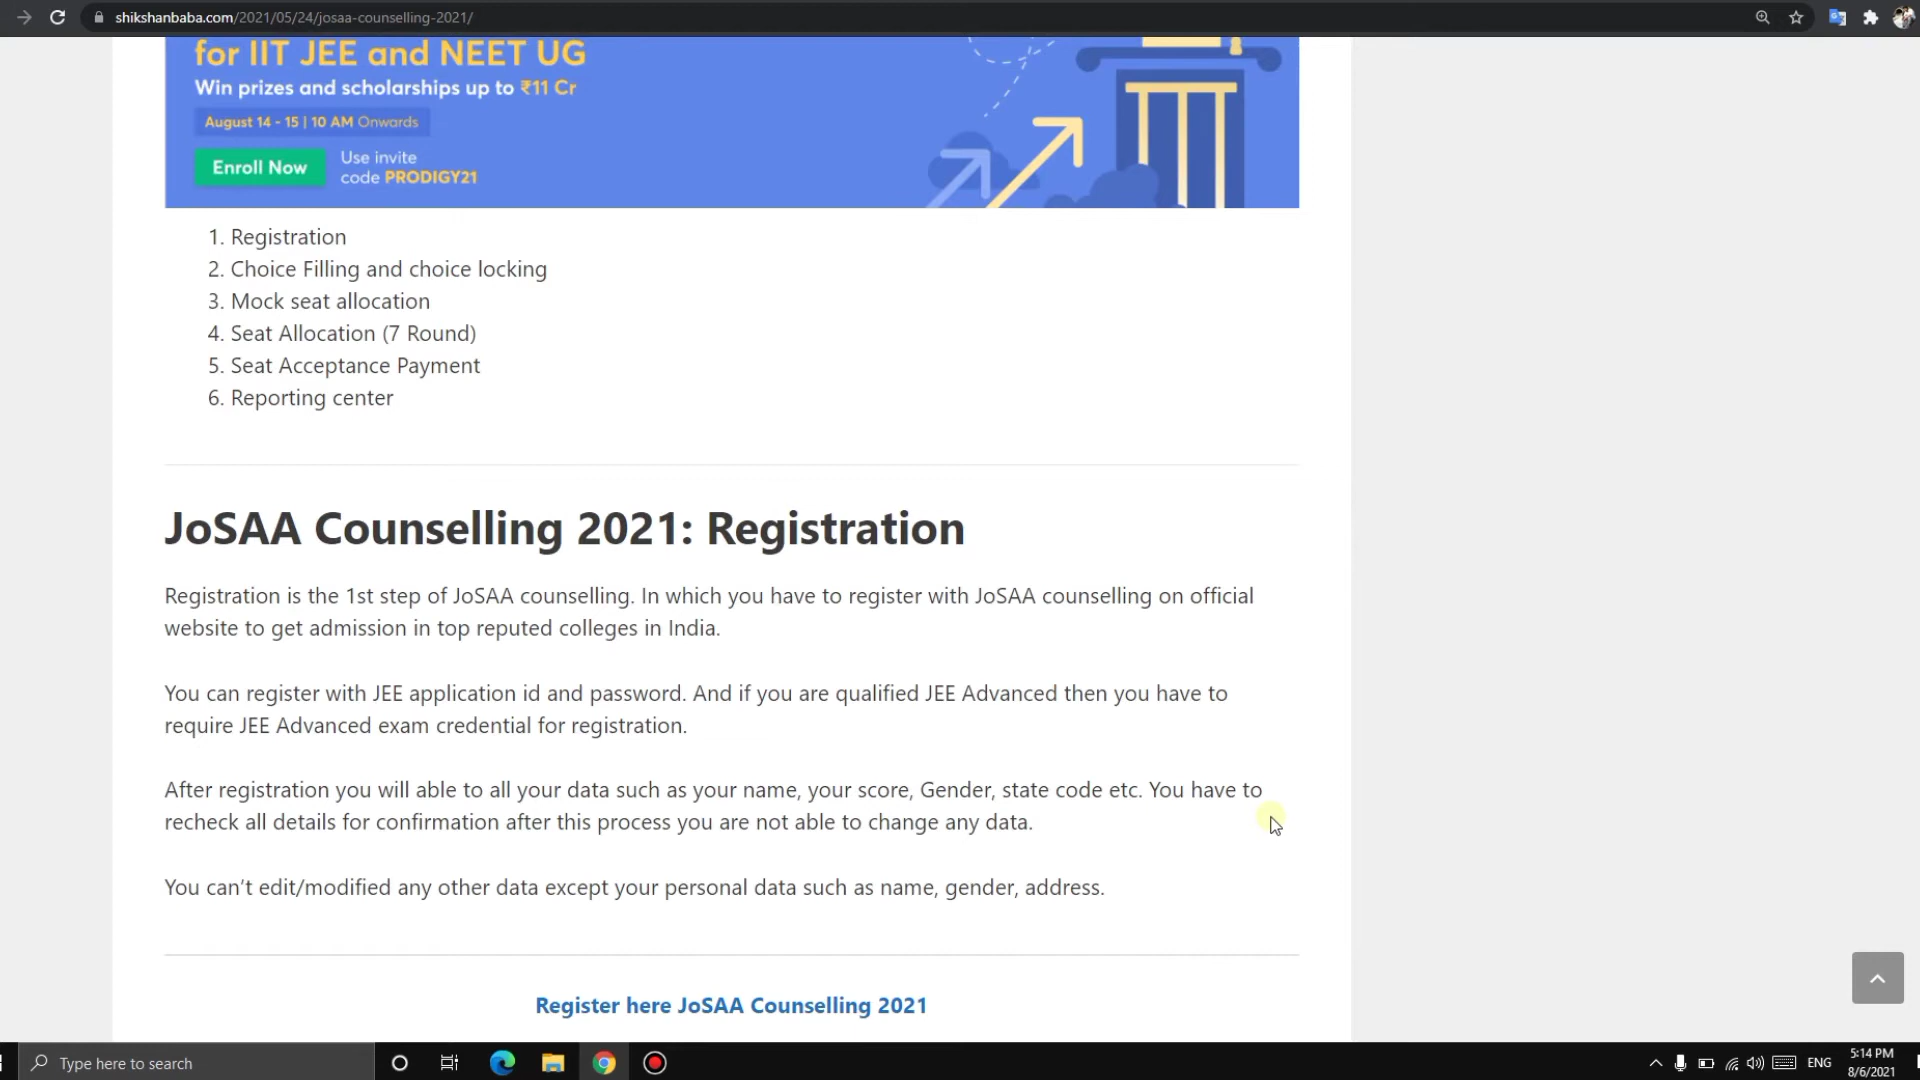 shikshanbaba.com/2021/05/24/josaa-counselling-2021/
for IIT JEE and NEET UG
Win prizes and scholarships up to ₹11 Cr
August 14 - 15 | 10 AM Onwards
Enroll Now
Use invite
code PRODIGY21
1. Registration
2. Choice Filling and choice locking
3. Mock seat allocation
4. Seat Allocation (7 Round)
5. Seat Acceptance Payment
6. Reporting center
JoSAA Counselling 2021: Registration
Registration is the 1st step of JoSAA counselling. In which you have to register with JoSAA counselling on official
website to get admission in top reputed colleges in India.
You can register with JEE application id and password. And if you are qualified JEE Advanced then you have to
require JEE Advanced exam credential for registration.
After registration you will able to all your data such as your name, your score, Gender, state code etc. You have to
recheck all details for confirmation after this process you are not able to change any data.
You can’t edit/modified any other data except your personal data such as name, gender, address.
Register here JoSAA Counselling 2021
Type here to search
ENG
5:14 PM
8/6/2021